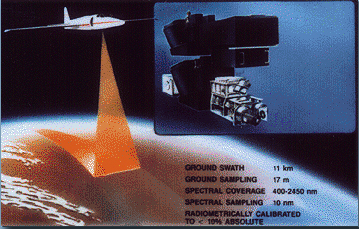 GROUND SWATH 11 km
GROUND SAMPLING 17 m
SPECTRAL COVERAGE 400-2450 nm
SPECTRAL SAMPLING 10 nm
RADIOMETRICALLY CALIBRATED
TO < 10% ABSOLUTE